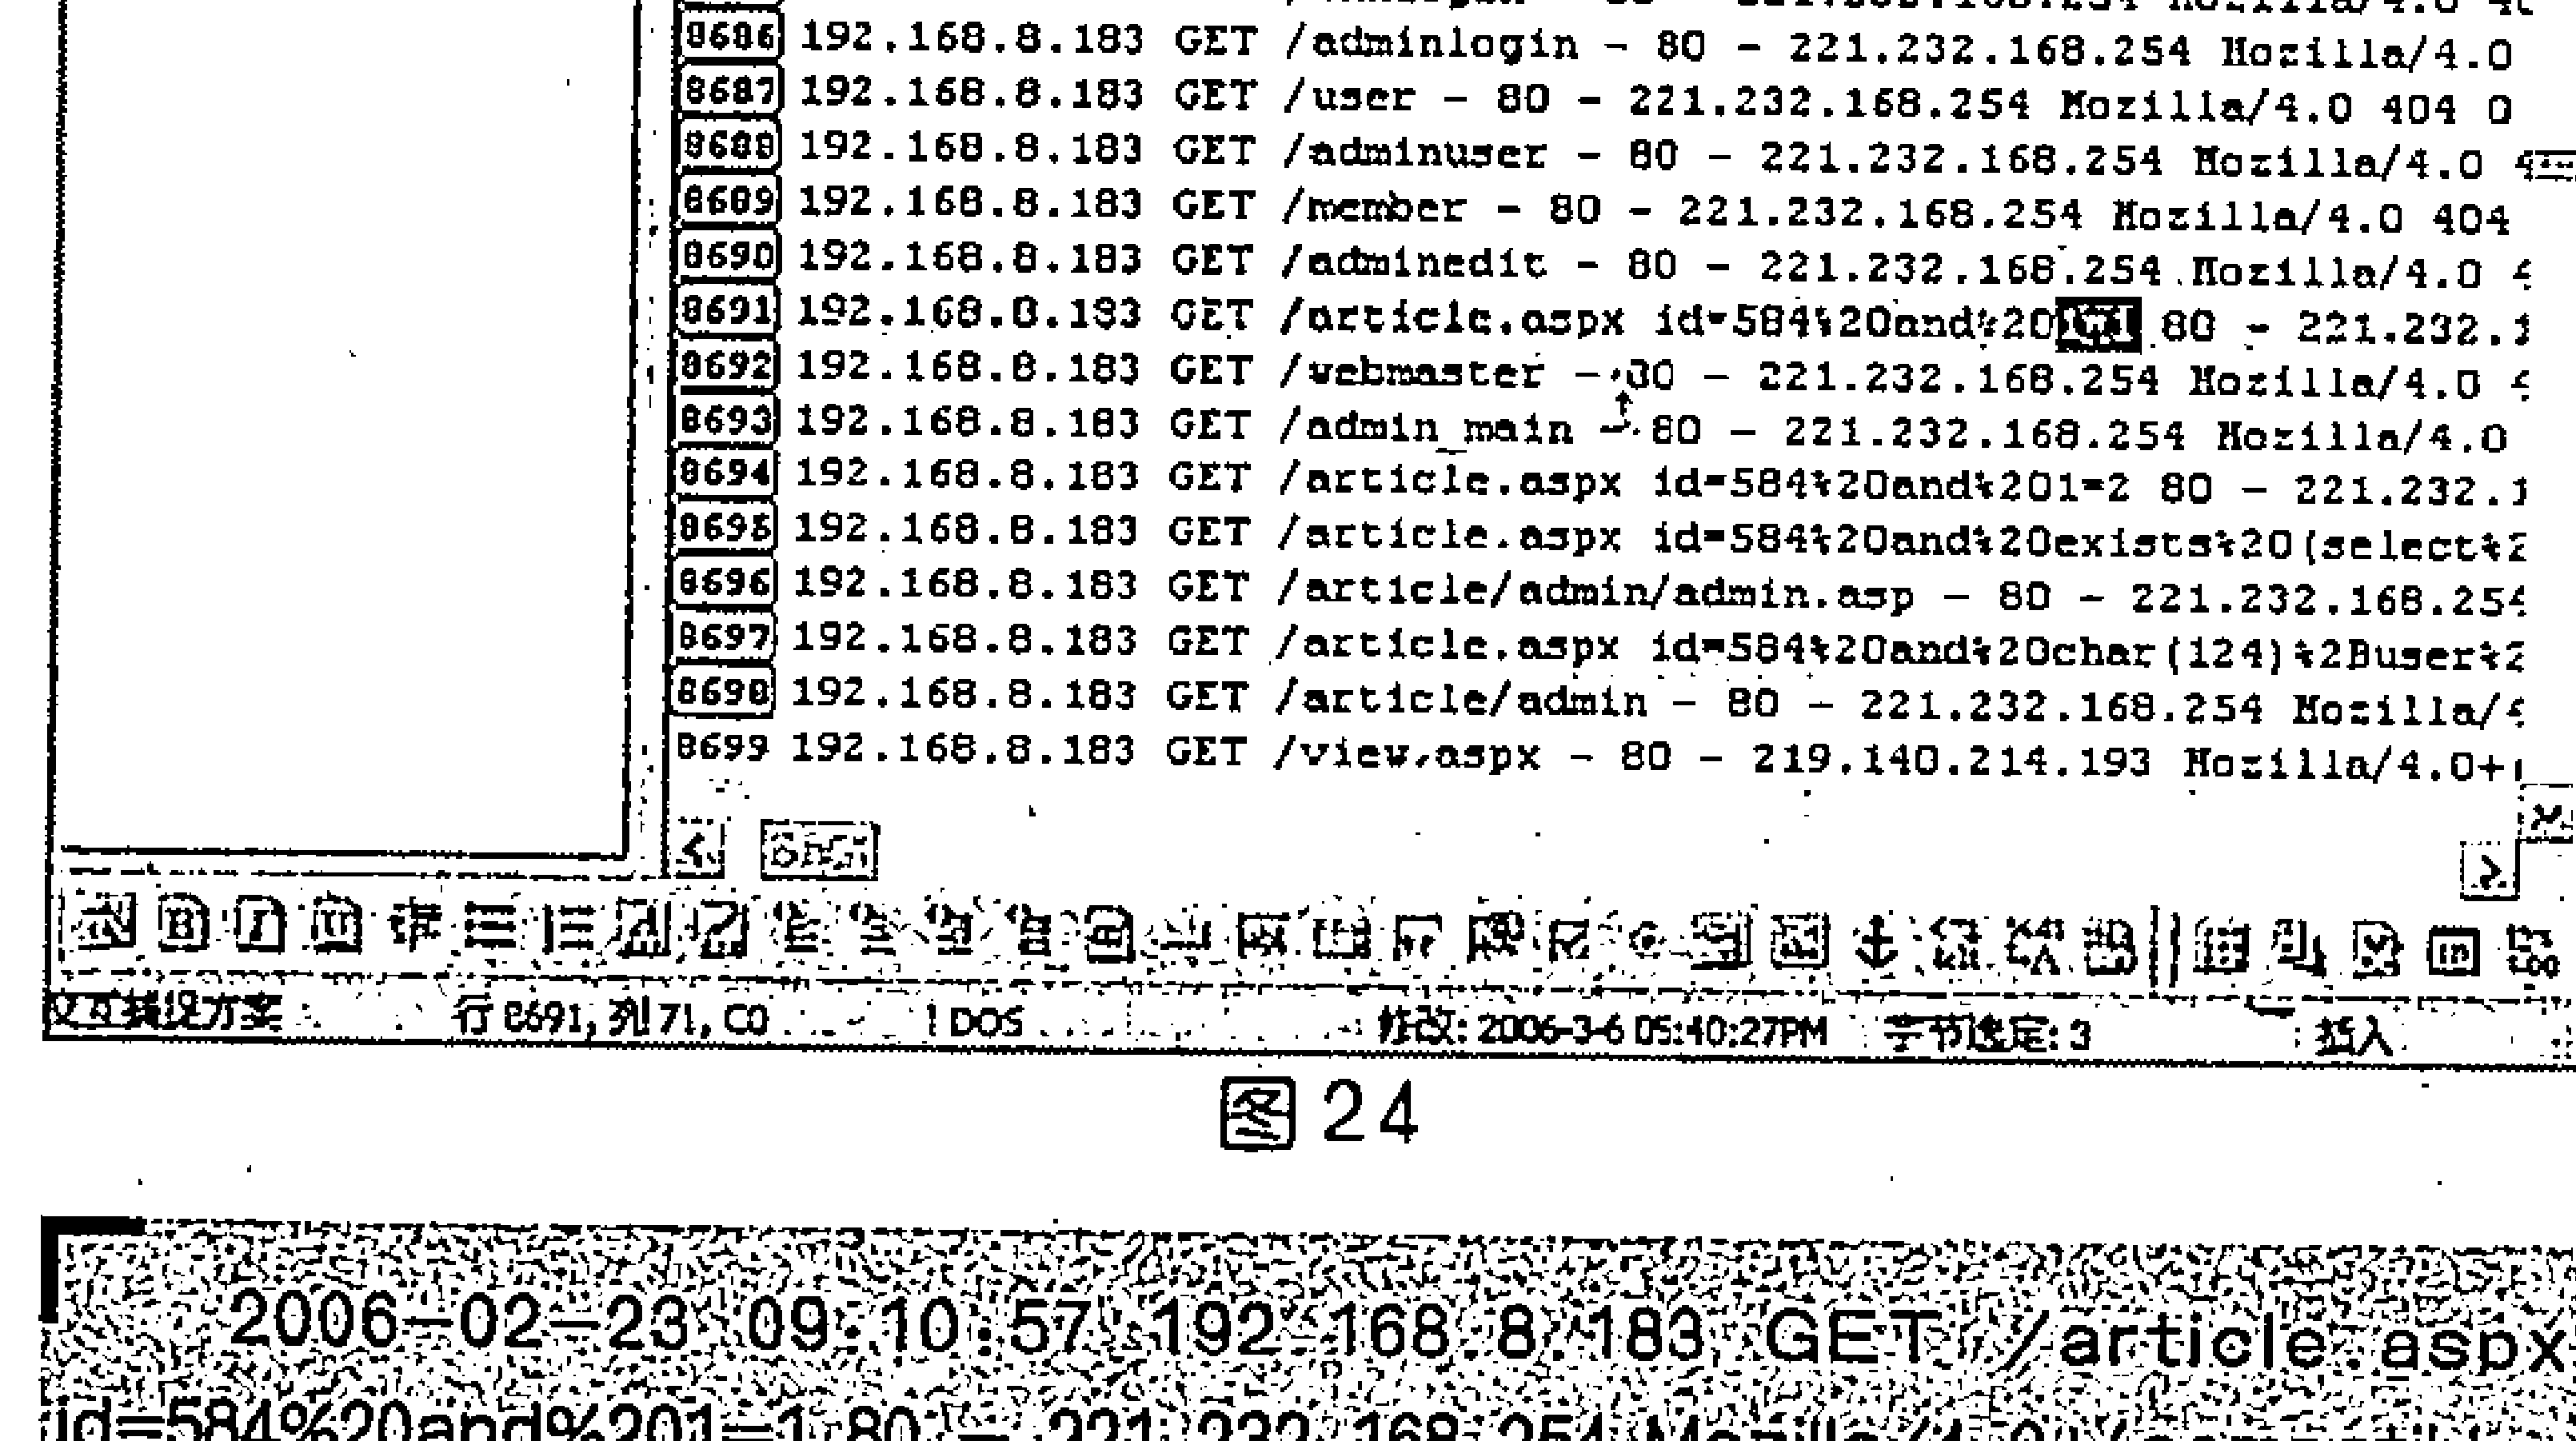 8686 192.168.8.183 GET /adminlogin - 80 - 221.232.168.254 Mozilla/4.0
8687 192.168.8.183 GET /user - 80 - 221.232.168.254 Mozilla/4.0 404 0
8688 192.168.8.183 GET /adminuser - 80 - 221.232.168.254 Mozilla/4.0
8689 192.168.8.183 GET /member - 80 - 221.232.168.254 Mozilla/4.0 404
8690 192.168.8.183 GET /adminedit - 80 - 221.232.168.254 Mozilla/4.0
8691 192.168.8.183 GET /article.aspx id=584%20and%20 80 - 221.232.1
8692 192.168.8.183 GET /webmaster - 80 - 221.232.168.254 Mozilla/4.0
8693 192.168.8.183 GET /admin_main - 80 - 221.232.168.254 Mozilla/4.0
8694 192.168.8.183 GET /article.aspx id=584%20and%201=2 80 - 221.232.1
8695 192.168.8.183 GET /article.aspx id=584%20and%20exists%20(select%2
8696 192.168.8.183 GET /article/admin/admin.asp - 80 - 221.232.168.254
8697 192.168.8.183 GET /article.aspx id=584%20and%20char(124)%2Buser%2
8698 192.168.8.183 GET /article/admin - 80 - 221.232.168.254 Mozilla/4
8699 192.168.8.183 GET /view.aspx - 80 - 219.140.214.193 Mozilla/4.0+
行 8691, 列 71, C0 DOS 修改: 2006-3-6 05:40:27PM 字节选定: 3 插入
图 24
2006-02-23 09:10:57 192.168.8.183 GET /article.aspx
id=584%20and%201=1 80 - 221.232.168.254 Mozilla/4.0